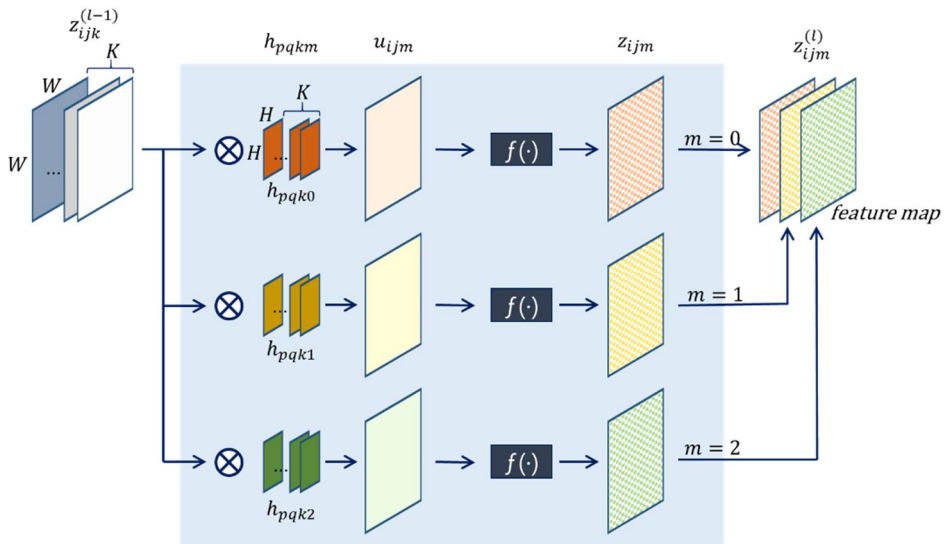 z_{ijk}^{(l-1)}
h_{pqkm}
u_{ijm}
z_{ijm}
z_{ijm}^{(l)}
K
W
W
...
K
H
H
...
h_{pqk0}
f(·)
m = 0
feature map
...
h_{pqk1}
f(·)
m = 1
...
h_{pqk2}
f(·)
m = 2